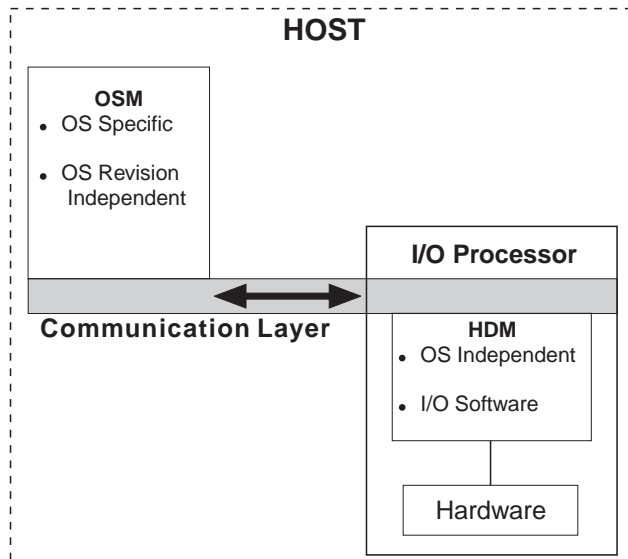 HOST
OSM
• OS Specific
• OS Revision
Independent
I/O Processor
Communication Layer
HDM
• OS Independent
• I/O Software
Hardware